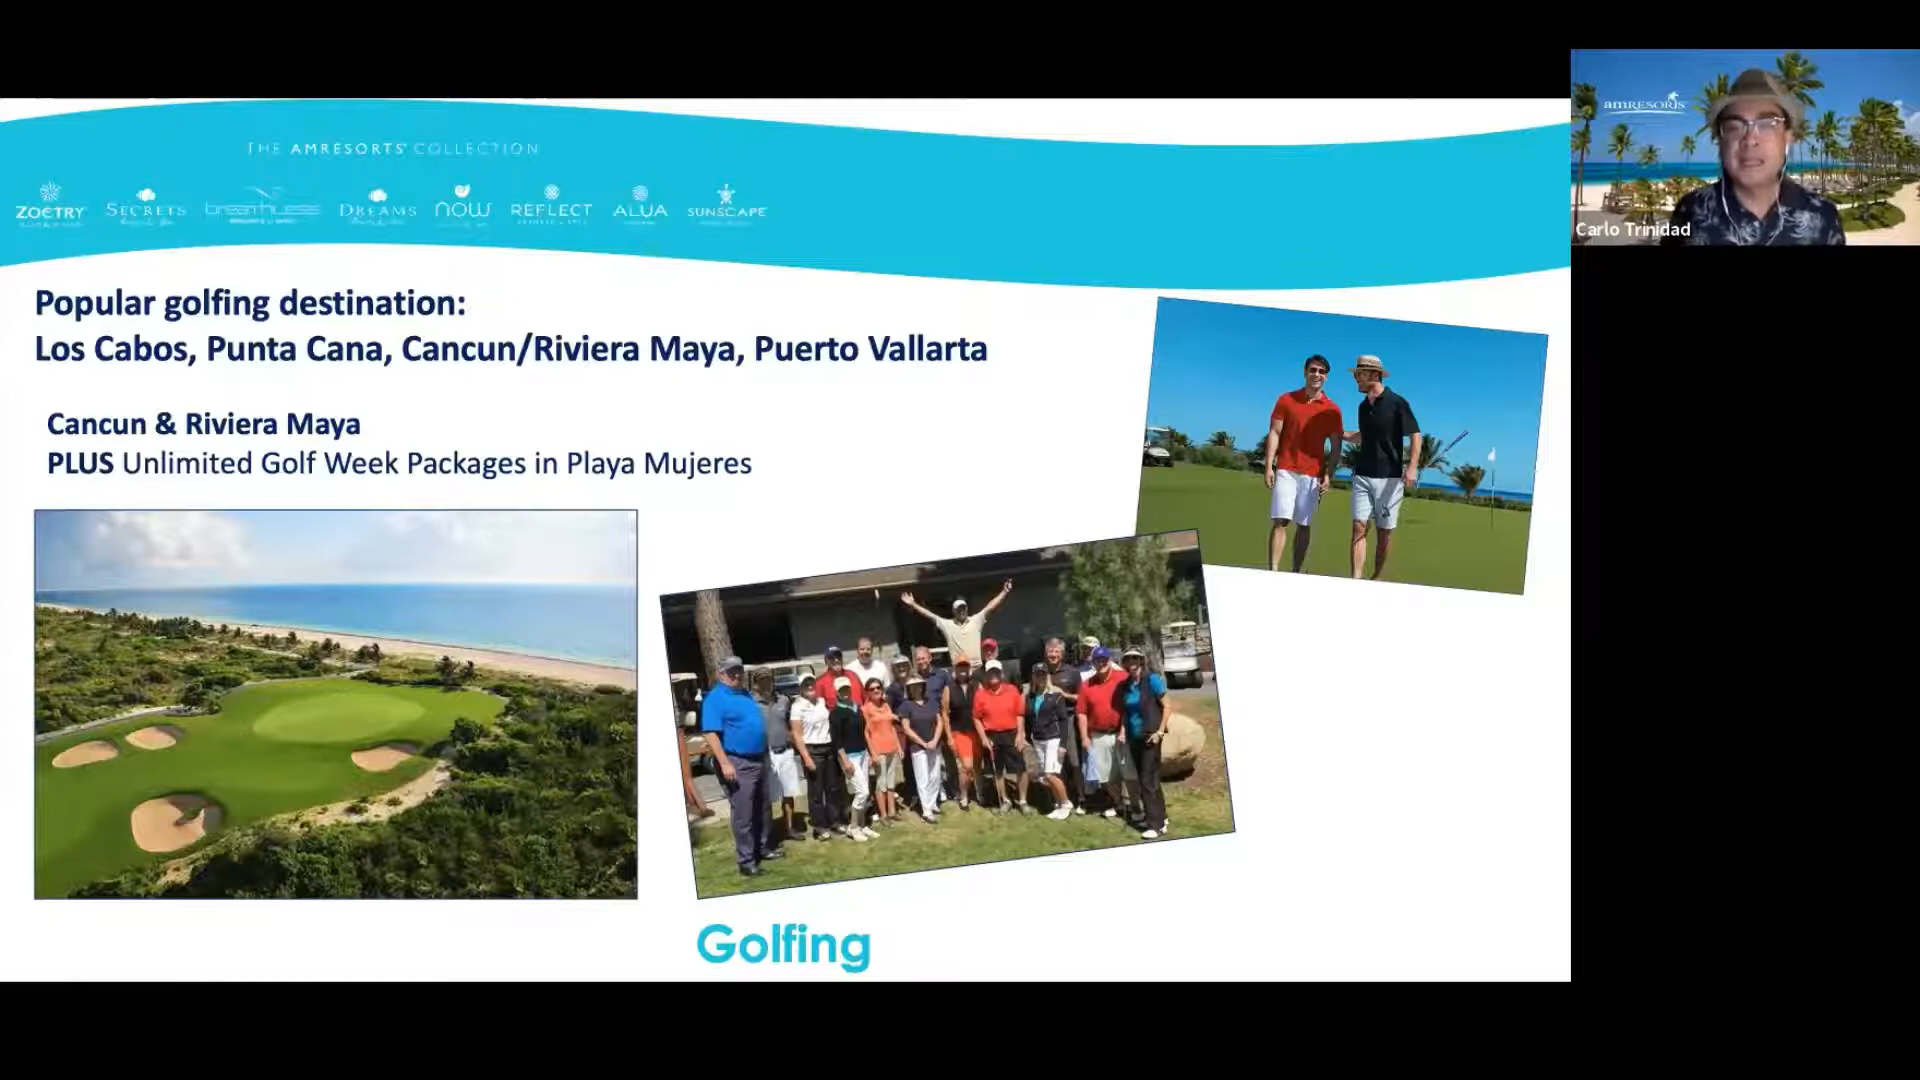 THE AMRESORTS® COLLECTION
ZOËTRY SECRETS breathless DREAMS NOW REFLECT ALUA SUNSCAPE
amRESORTS
Carlo Trinidad
Popular golfing destination:
Los Cabos, Punta Cana, Cancun/Riviera Maya, Puerto Vallarta
Cancun & Riviera Maya
PLUS Unlimited Golf Week Packages in Playa Mujeres
Golfing